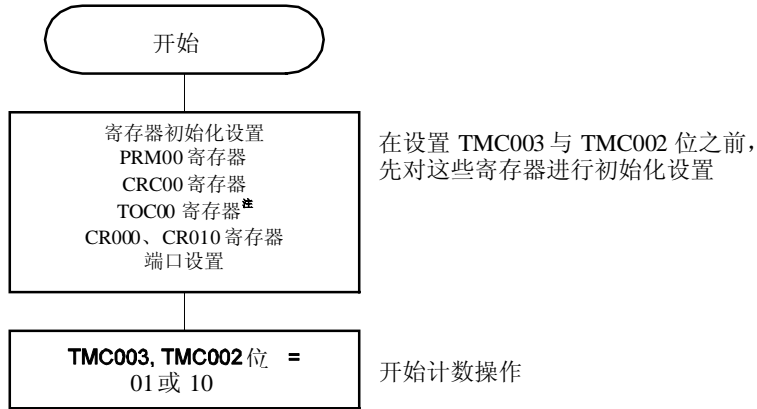 开始
寄存器初始化设置
PRM00 寄存器
CRC00 寄存器
TOC00 寄存器注
CR000、CR010 寄存器
端口设置
在设置 TMC003 与 TMC002 位之前，
先对这些寄存器进行初始化设置
TMC003, TMC002 位 =
01 或 10
开始计数操作